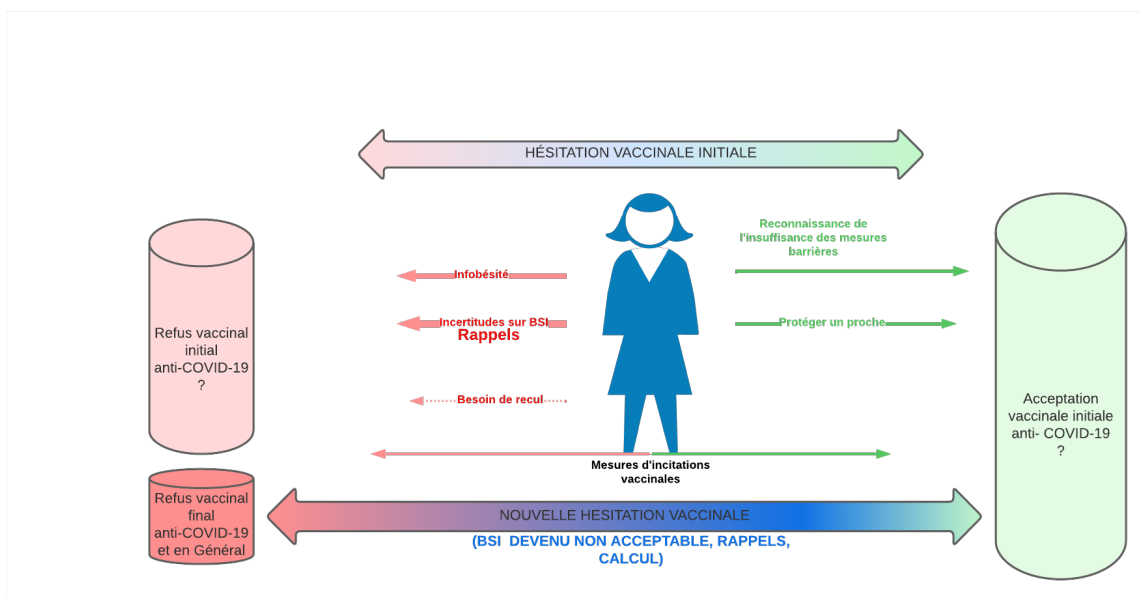 HÉSITATION VACCINALE INITIALE
Reconnaissance de
l'insuffisance des mesures
barrières
Infobésité
Incertitudes sur BSI
Rappels
Protéger un proche
Refus vaccinal
initial
anti-COVID-19
?
Besoin de recul
Acceptation
vaccinale initiale
anti- COVID-19
?
Mesures d'incitations
vaccinales
Refus vaccinal
final
anti-COVID-19
et en Général
NOUVELLE HESITATION VACCINALE
(BSI DEVENU NON ACCEPTABLE, RAPPELS,
CALCUL)